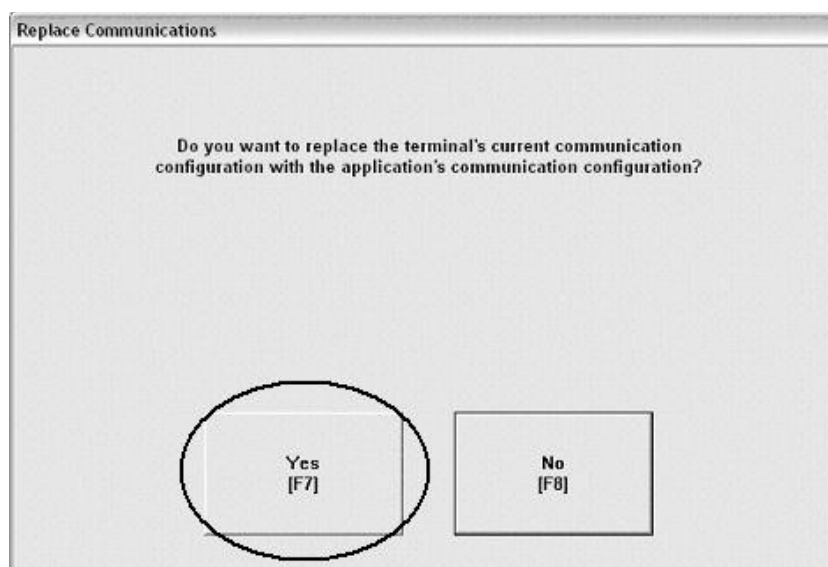 Replace Communications
Do you want to replace the terminal's current communication
configuration with the application's communication configuration?
Yes
[F7]
No
[F8]